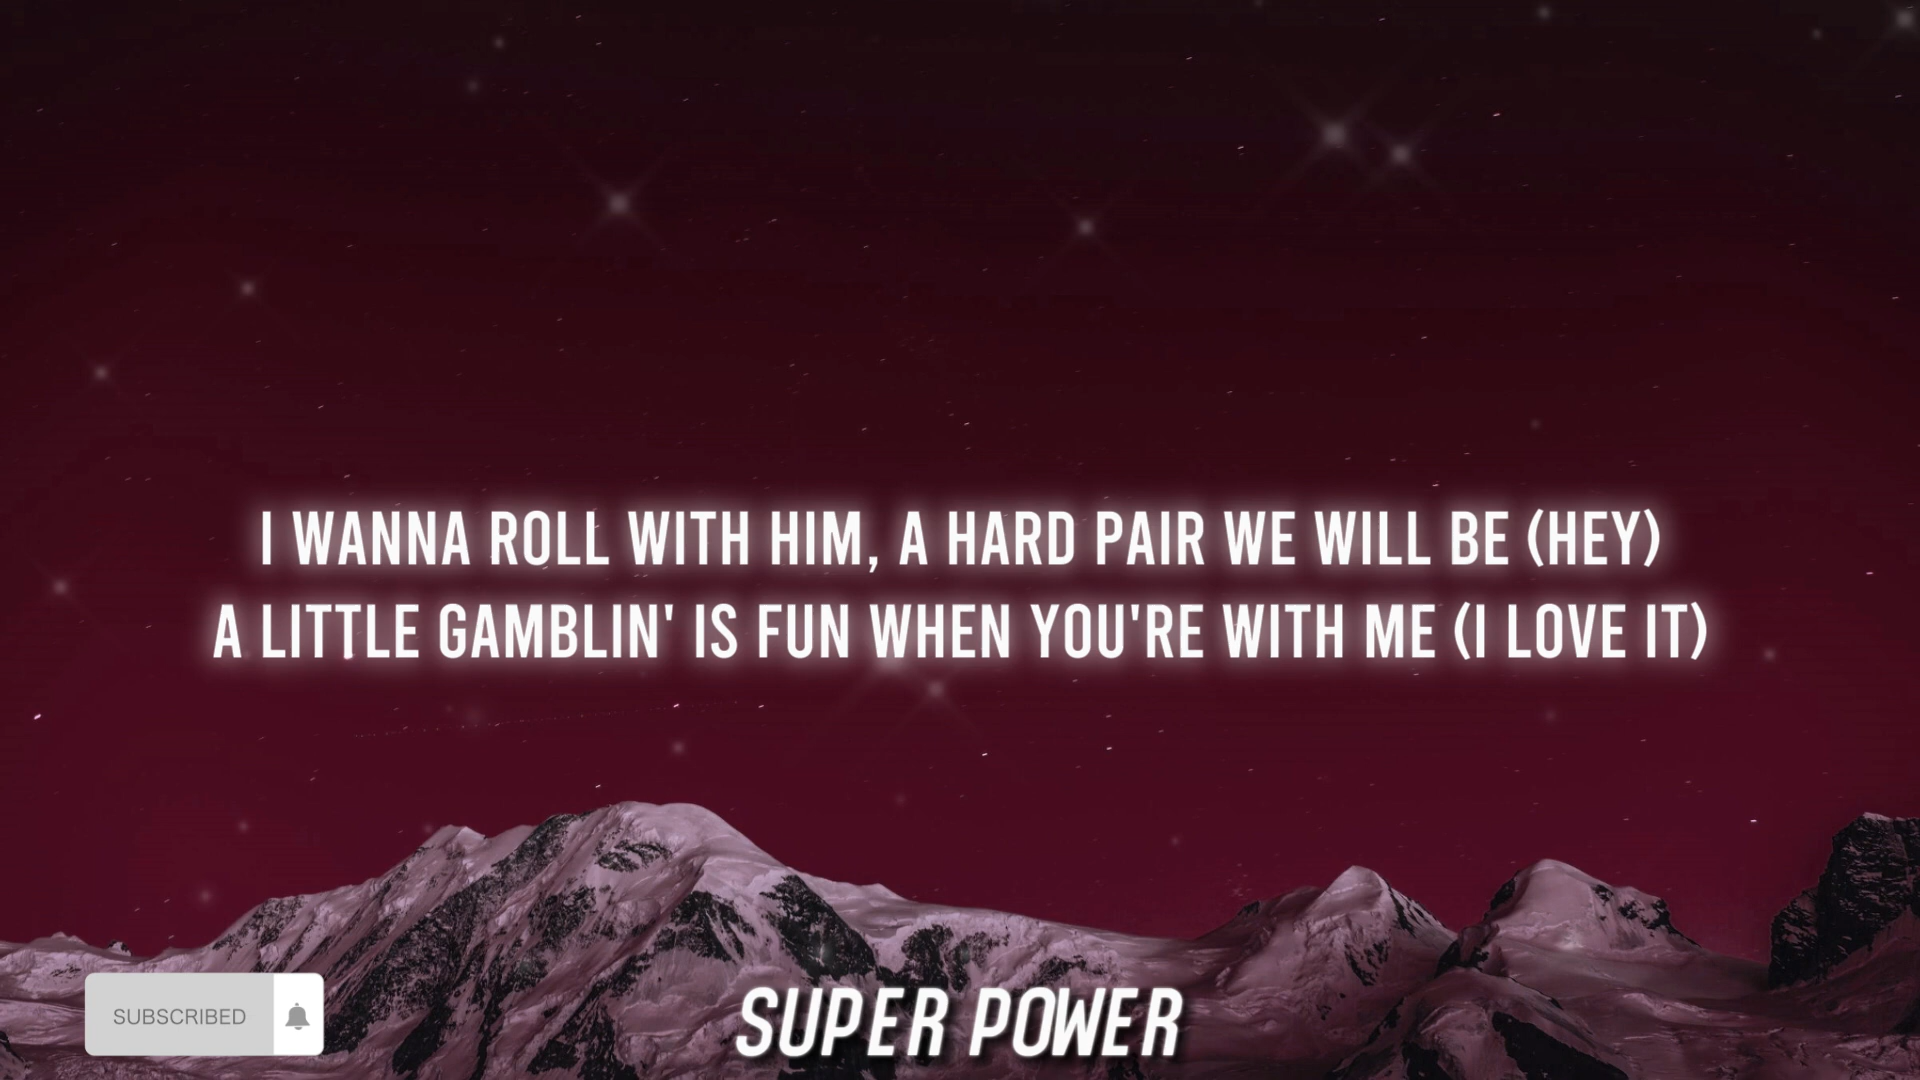 I WANNA ROLL WITH HIM, A HARD PAIR WE WILL BE (HEY)
A LITTLE GAMBLIN' IS FUN WHEN YOU'RE WITH ME (I LOVE IT)
SUBSCRIBED
SUPER POWER